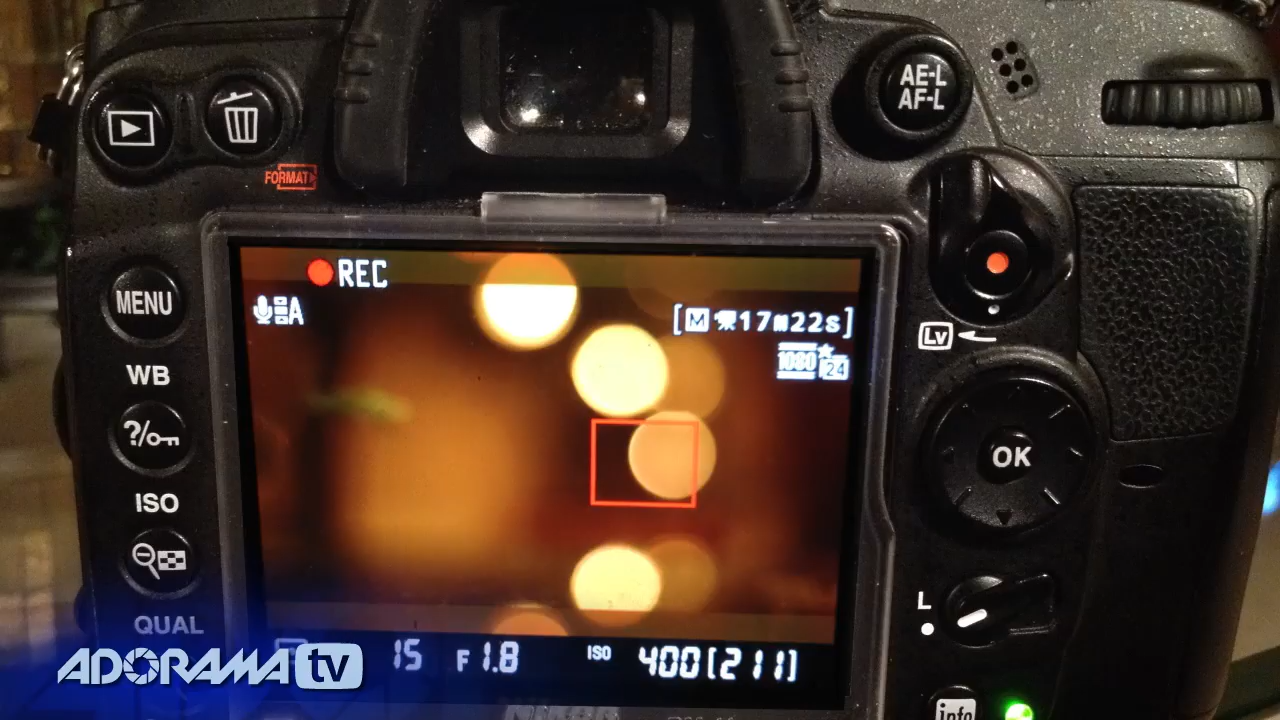 AE-L
AF-L
FORMAT
REC
MENU
A
[M 17m22s]
1080 ★24
Lv
WB
?
OK
ISO
L
QUAL
15 F1.8 ISO 400[211]
ADORAMA tv
info